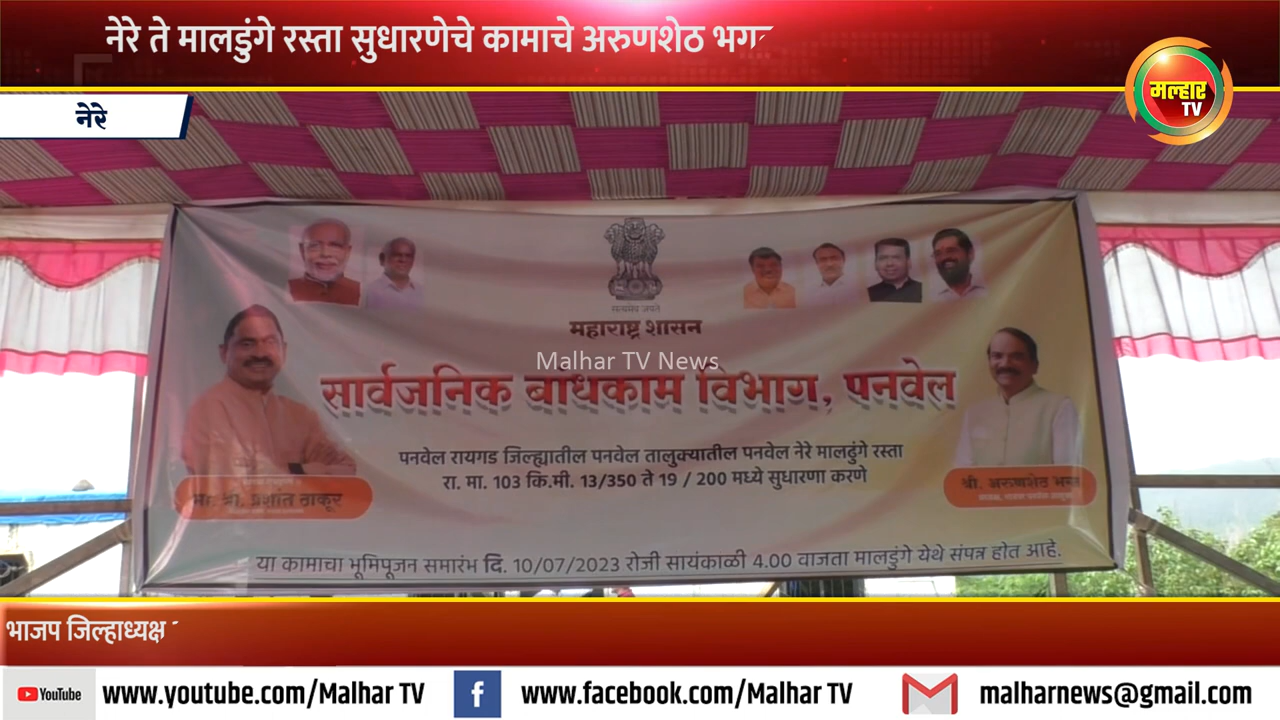 नेरे ते मालडुंगे रस्ता सुधारणेचे कामाचे अरुणशेठ
मल्हार
TV
नेरे
सत्यमेव जयते
महाराष्ट्र शासन
Malhar TV News
सार्वजनिक बांधकाम विभाग, पनवेल
पनवेल रायगड जिल्ह्यातील पनवेल तालुक्यातील पनवेल नेरे मालढुंगे रस्ता
रा. मा. 103 कि.मी. 13/350 ते 19 / 200 मध्ये सुधारणा करणे
मा. श्री. प्रशांत ठाकूर
श्री. अरुणशेठ भगत
या कामाचा भूमिपूजन समारंभ दि. 10/07/2023 रोजी सायंकाळी 4.00 वाजता मालडुंगे येथे संपन्न होत आहे.
भाजप जिल्हाध्यक्ष
YouTube
www.youtube.com/Malhar TV
www.facebook.com/Malhar TV
malharnews@gmail.com